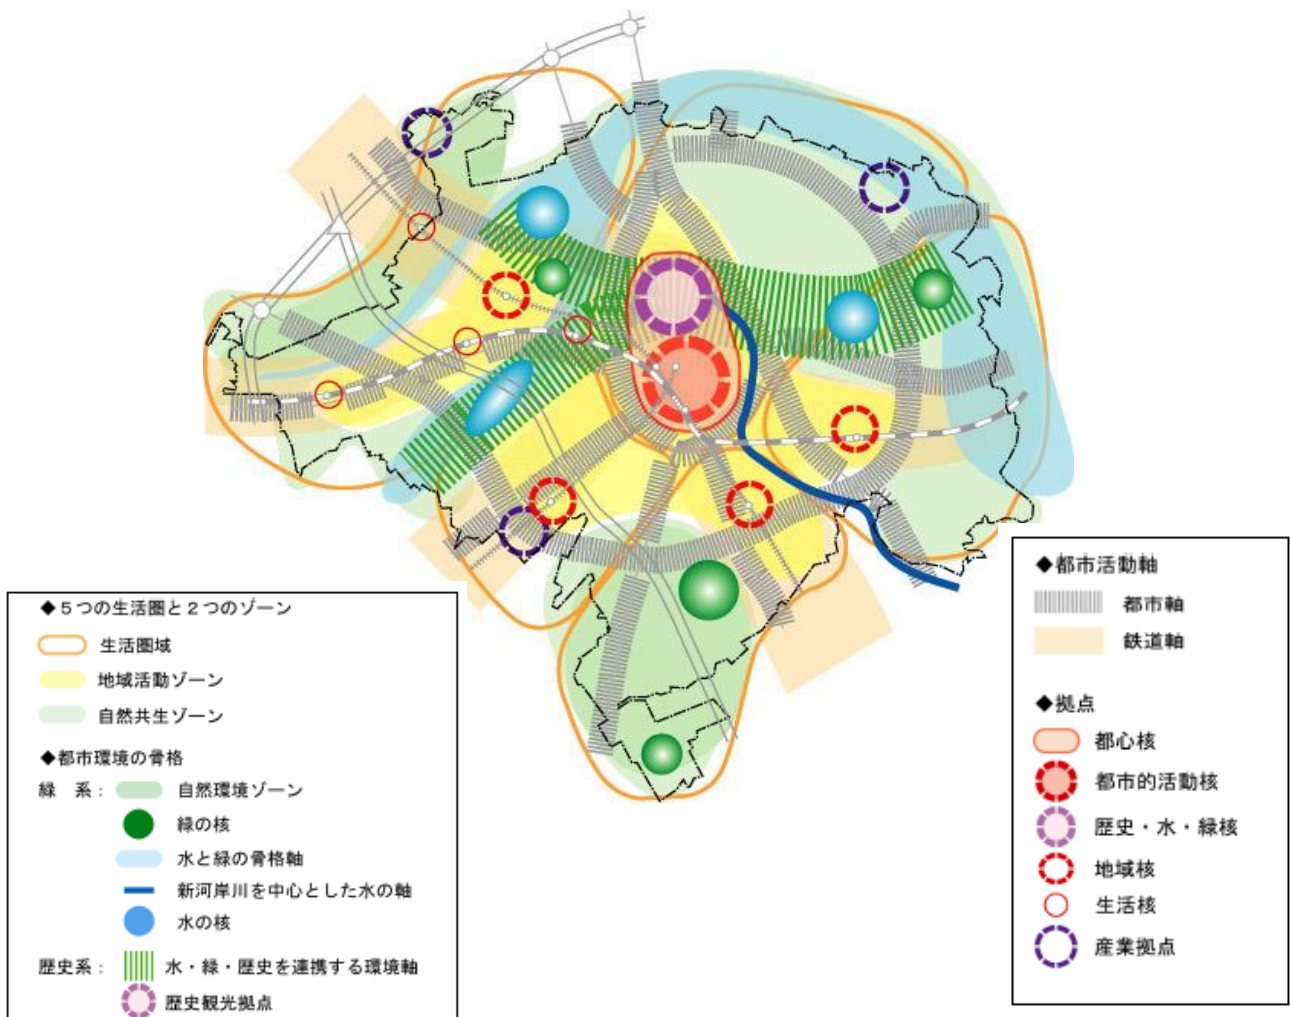 ◆５つの生活圏と２つのゾーン
生活圏域
地域活動ゾーン
自然共生ゾーン
◆都市環境の骨格
緑　系：　自然環境ゾーン
緑の核
水と緑の骨格軸
新河岸川を中心とした水の軸
水の核
歴史系：　水・緑・歴史を連携する環境軸
歴史観光拠点
◆都市活動軸
都市軸
鉄道軸
◆拠点
都心核
都市的活動核
歴史・水・緑核
地域核
生活核
産業拠点